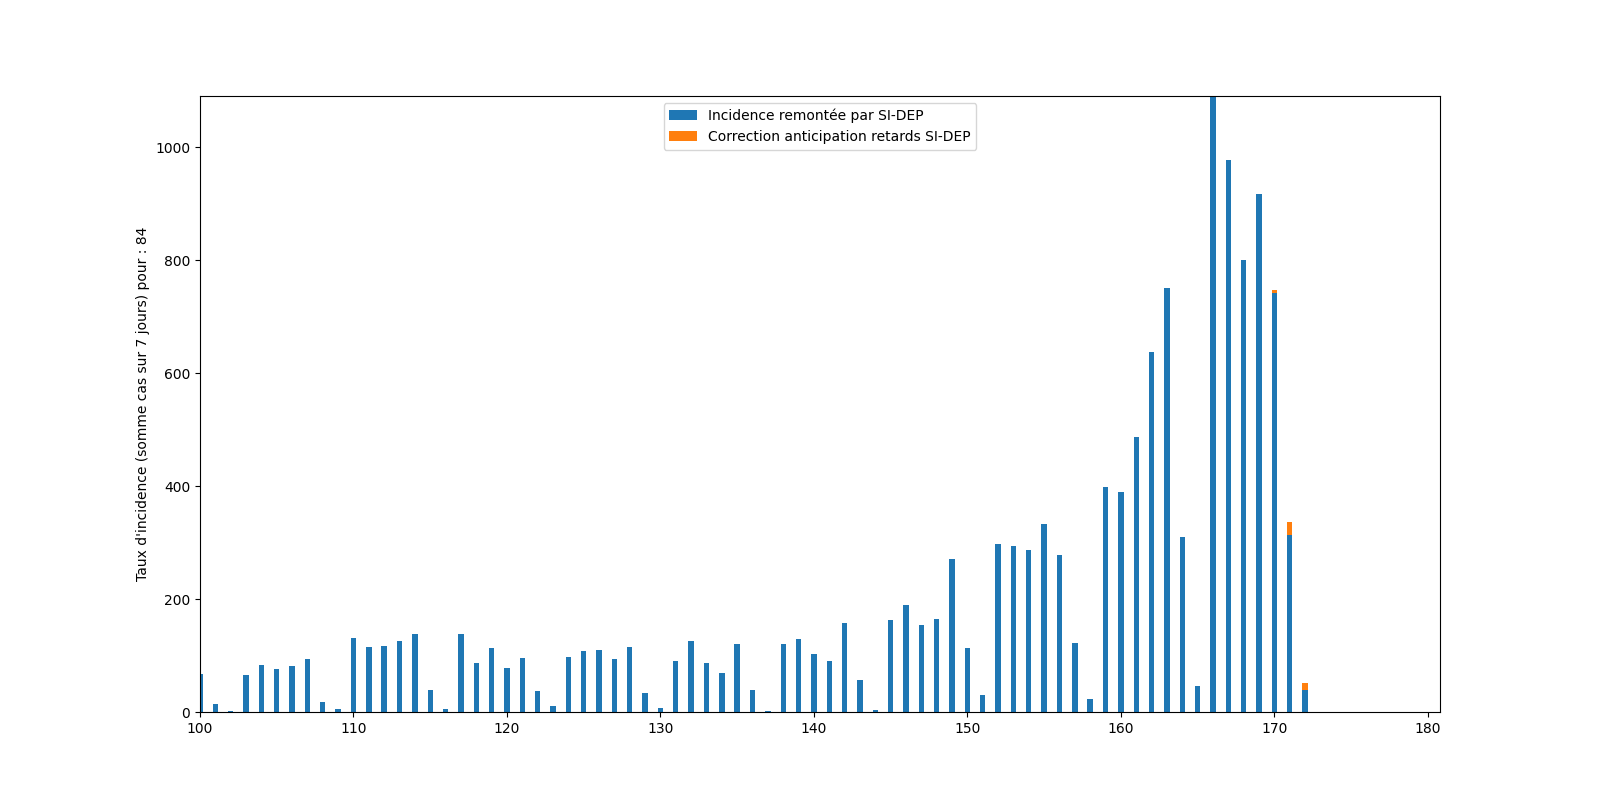 Incidence remontée par SI-DEP
Correction anticipation retards SI-DEP
Taux d'incidence (somme cas sur 7 jours) pour : 84
1000
800
600
400
200
0
100 110 120 130 140 150 160 170 180